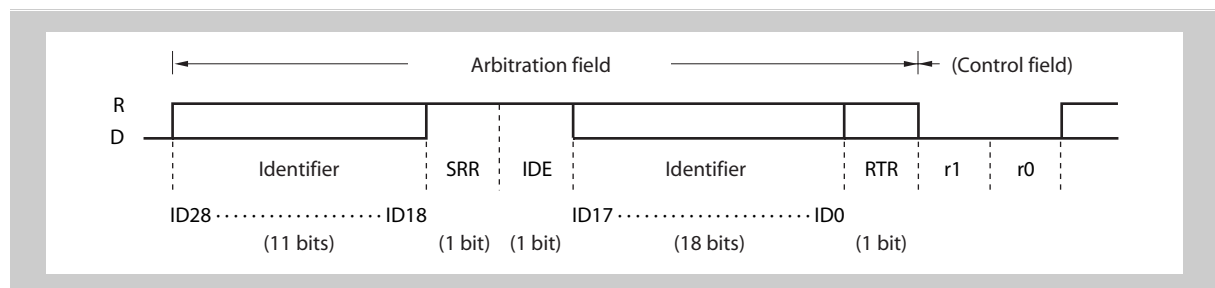 Arbitration field (Control field)
R
D
Identifier SRR IDE Identifier RTR r1 r0
ID28 · · · · · · · · · · · · · · · · · · · ID18 ID17 · · · · · · · · · · · · · · · · · · · · · · ID0
(11 bits) (1 bit) (1 bit) (18 bits) (1 bit)